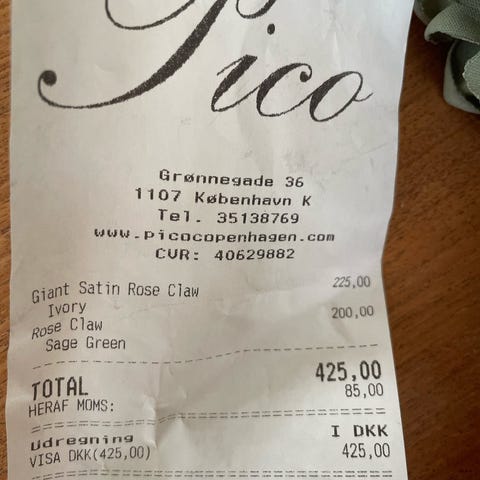 Pico
Grønnegade 36
1107 København K
Tel. 35138769
www.picocopenhagen.com
CVR: 40629882
Giant Satin Rose Claw 225,00
Ivory
Rose Claw 200,00
Sage Green
TOTAL 425,00
HERAF MOMS: 85,00
Udregning I DKK
VISA DKK(425,00) 425,00